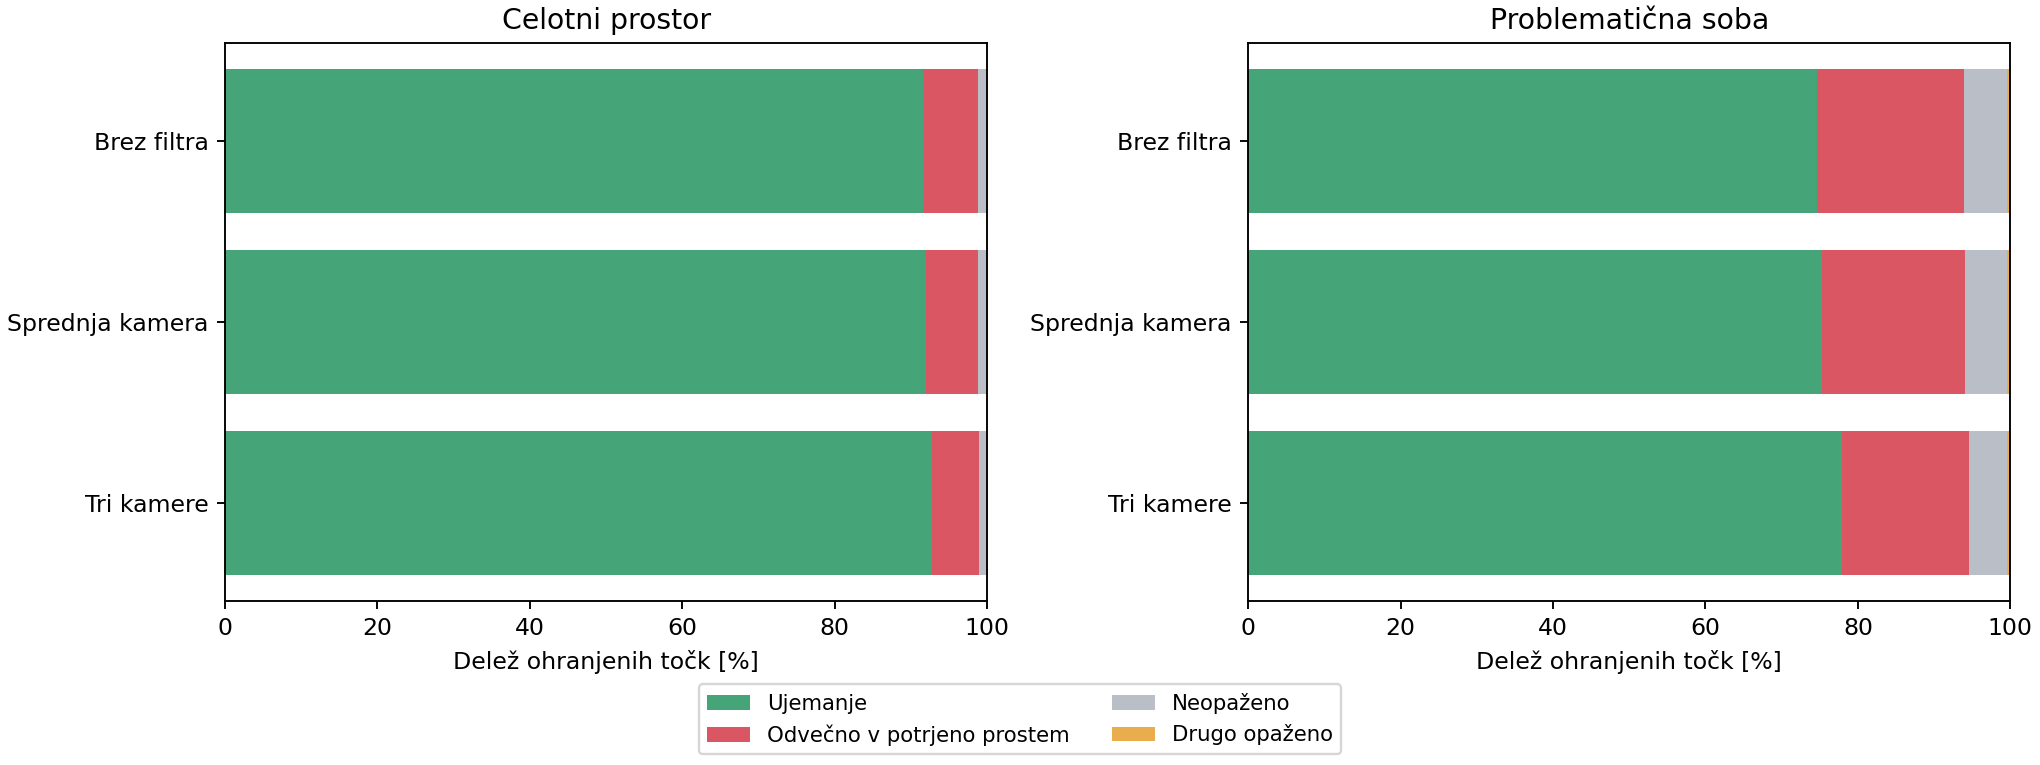 Celotni prostor
Brez filtra
Sprednja kamera
Tri kamere
0 20 40 60 80 100
Delež ohranjenih točk [%]
Problematična soba
Brez filtra
Sprednja kamera
Tri kamere
0 20 40 60 80 100
Delež ohranjenih točk [%]
Ujemanje
Odvečno v potrjeno prostem
Neopaženo
Drugo opaženo